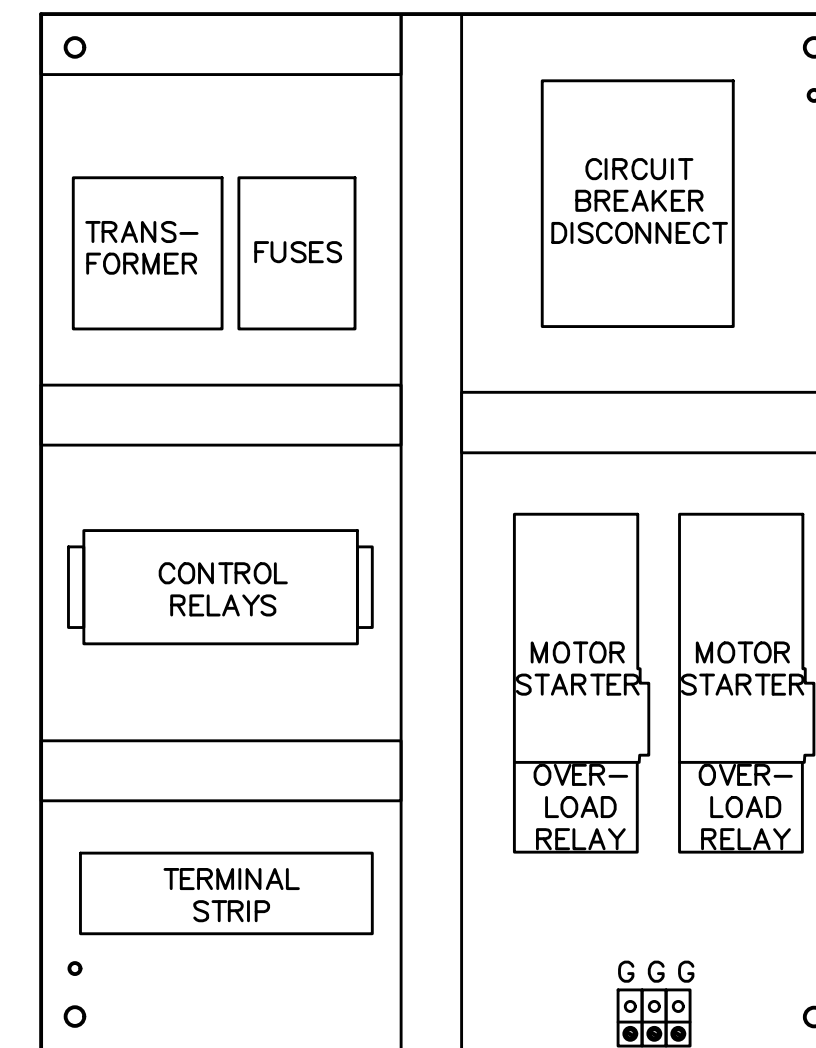 CIRCUIT
BREAKER
DISCONNECT
TRANS-
FORMER
FUSES
CONTROL
RELAYS
MOTOR
STARTER
MOTOR
STARTER
OVER-
LOAD
RELAY
OVER-
LOAD
RELAY
TERMINAL
STRIP
G G G